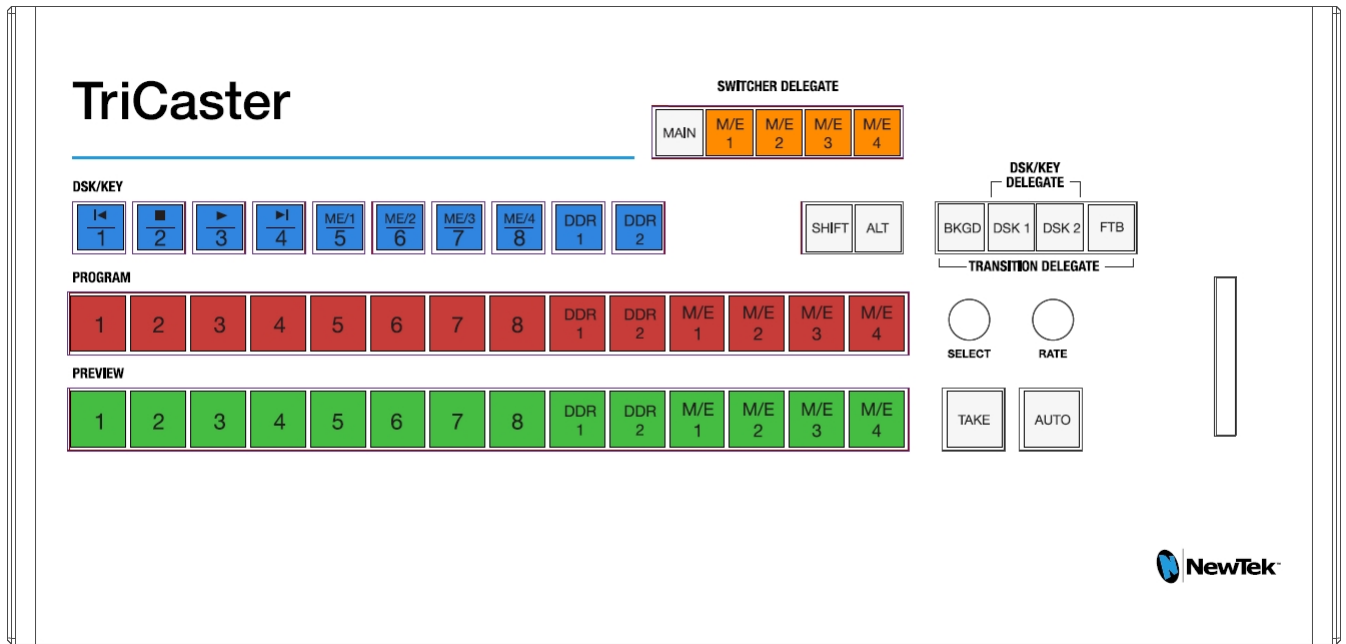 TriCaster
SWITCHER DELEGATE
MAIN M/E 1 M/E 2 M/E 3 M/E 4
DSK/KEY
1 2 3 4 ME/1 5 ME/2 6 ME/3 7 ME/4 8 DDR 1 DDR 2
SHIFT ALT
DSK/KEY
DELEGATE
BKGD DSK 1 DSK 2 FTB
TRANSITION DELEGATE
PROGRAM
1 2 3 4 5 6 7 8 DDR 1 DDR 2 M/E 1 M/E 2 M/E 3 M/E 4
SELECT RATE
PREVIEW
1 2 3 4 5 6 7 8 DDR 1 DDR 2 M/E 1 M/E 2 M/E 3 M/E 4
TAKE AUTO
NewTek™